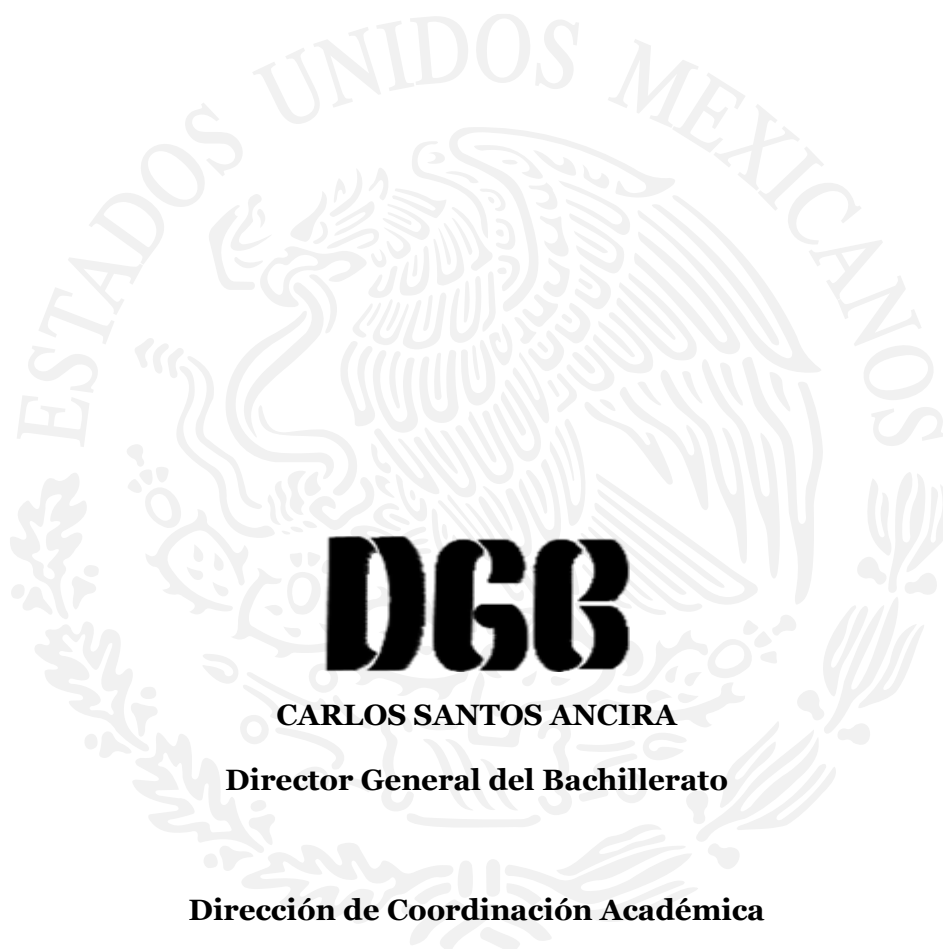 ESTADOS UNIDOS MEXICANOS
DGB
CARLOS SANTOS ANCIRA
Director General del Bachillerato
Dirección de Coordinación Académica